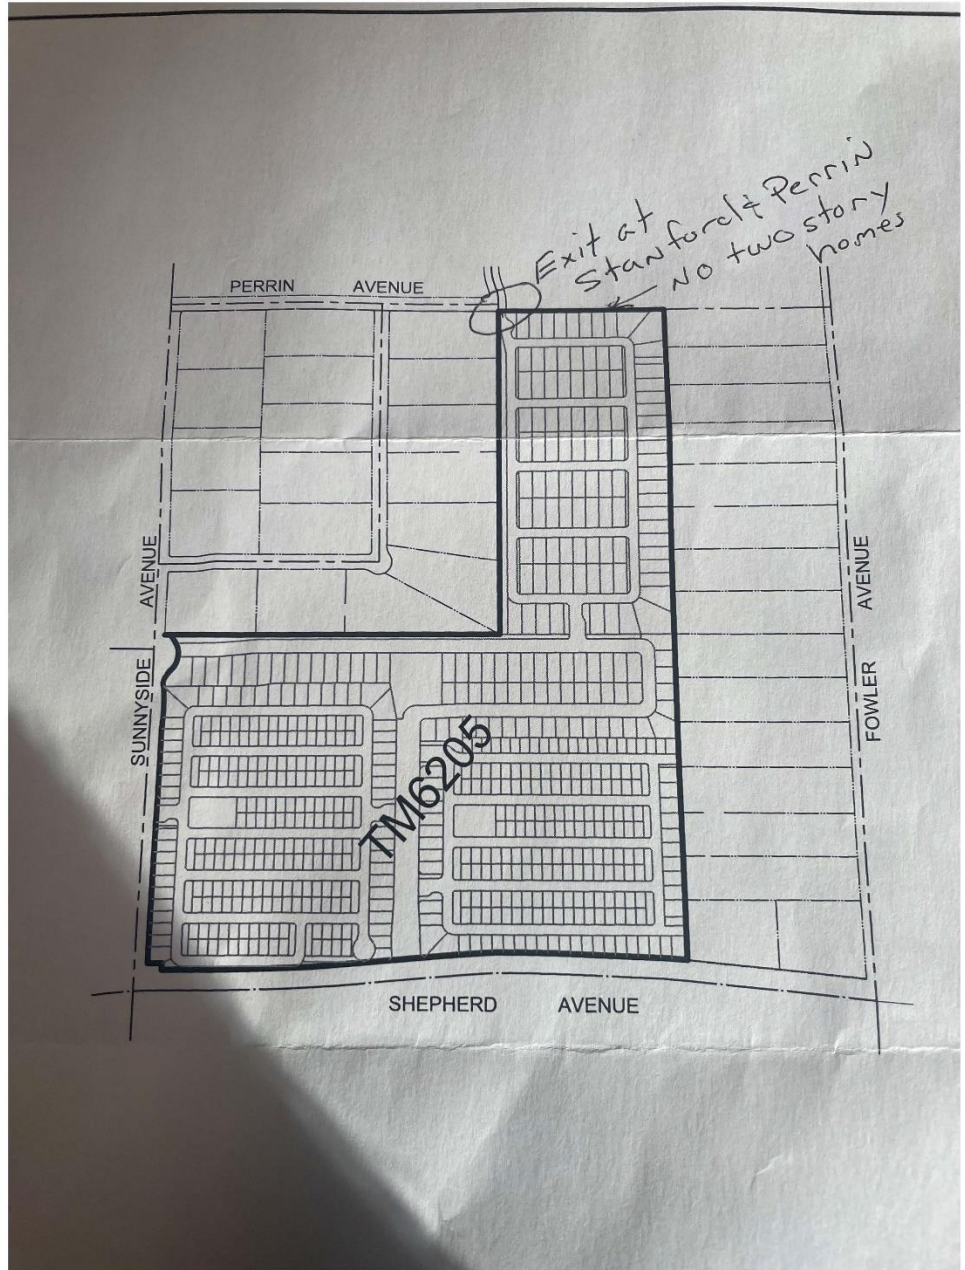 Exit at
Stanford & Perrin
No two story
homes
PERRIN AVENUE
SUNNYSIDE AVENUE
FOWLER AVENUE
TM6205
SHEPHERD AVENUE